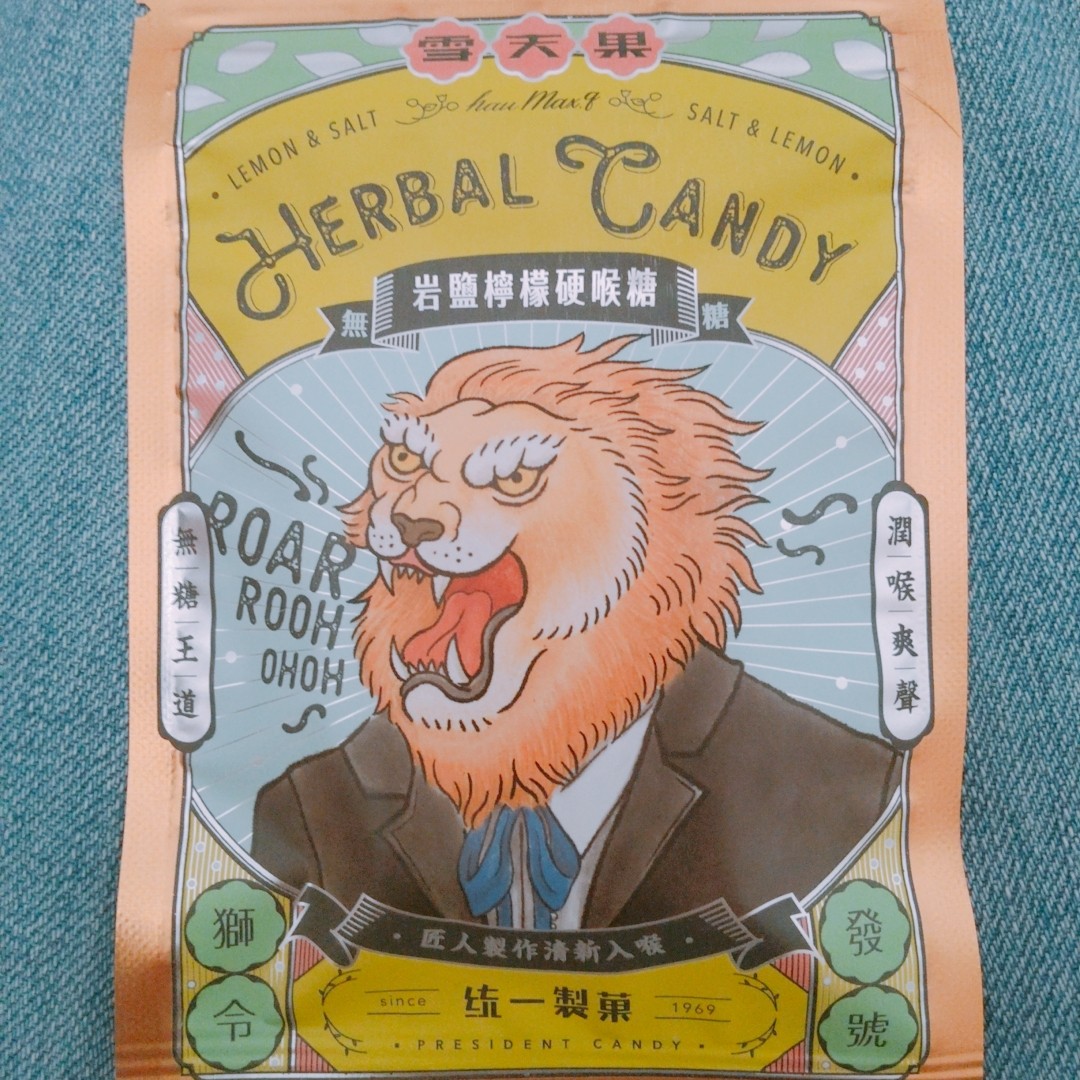 雪天果
LEMON & SALT hau Max.q SALT & LEMON
HERBAL CANDY
岩鹽檸檬硬喉糖
無 糖
ROAR
ROOH
OHOH
無糖王道
潤喉爽聲
獅令
發號
匠人製作清新入喉
since 统一製菓 1969
PRESIDENT CANDY